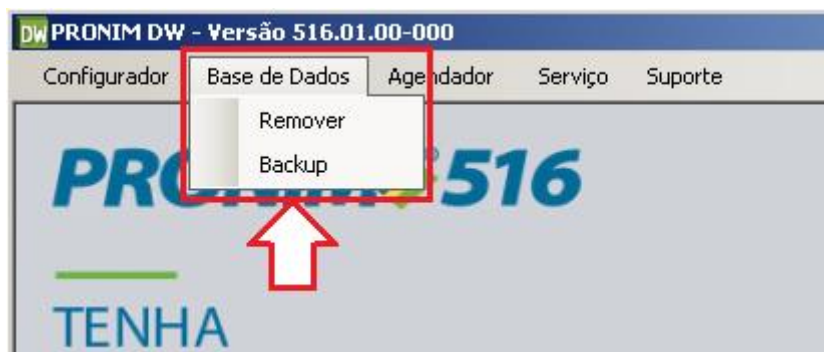 DW PRONIM DW - Versão 516.01.00-000
Configurador Base de Dados Agendador Serviço Suporte
Remover
Backup
516
TENHA